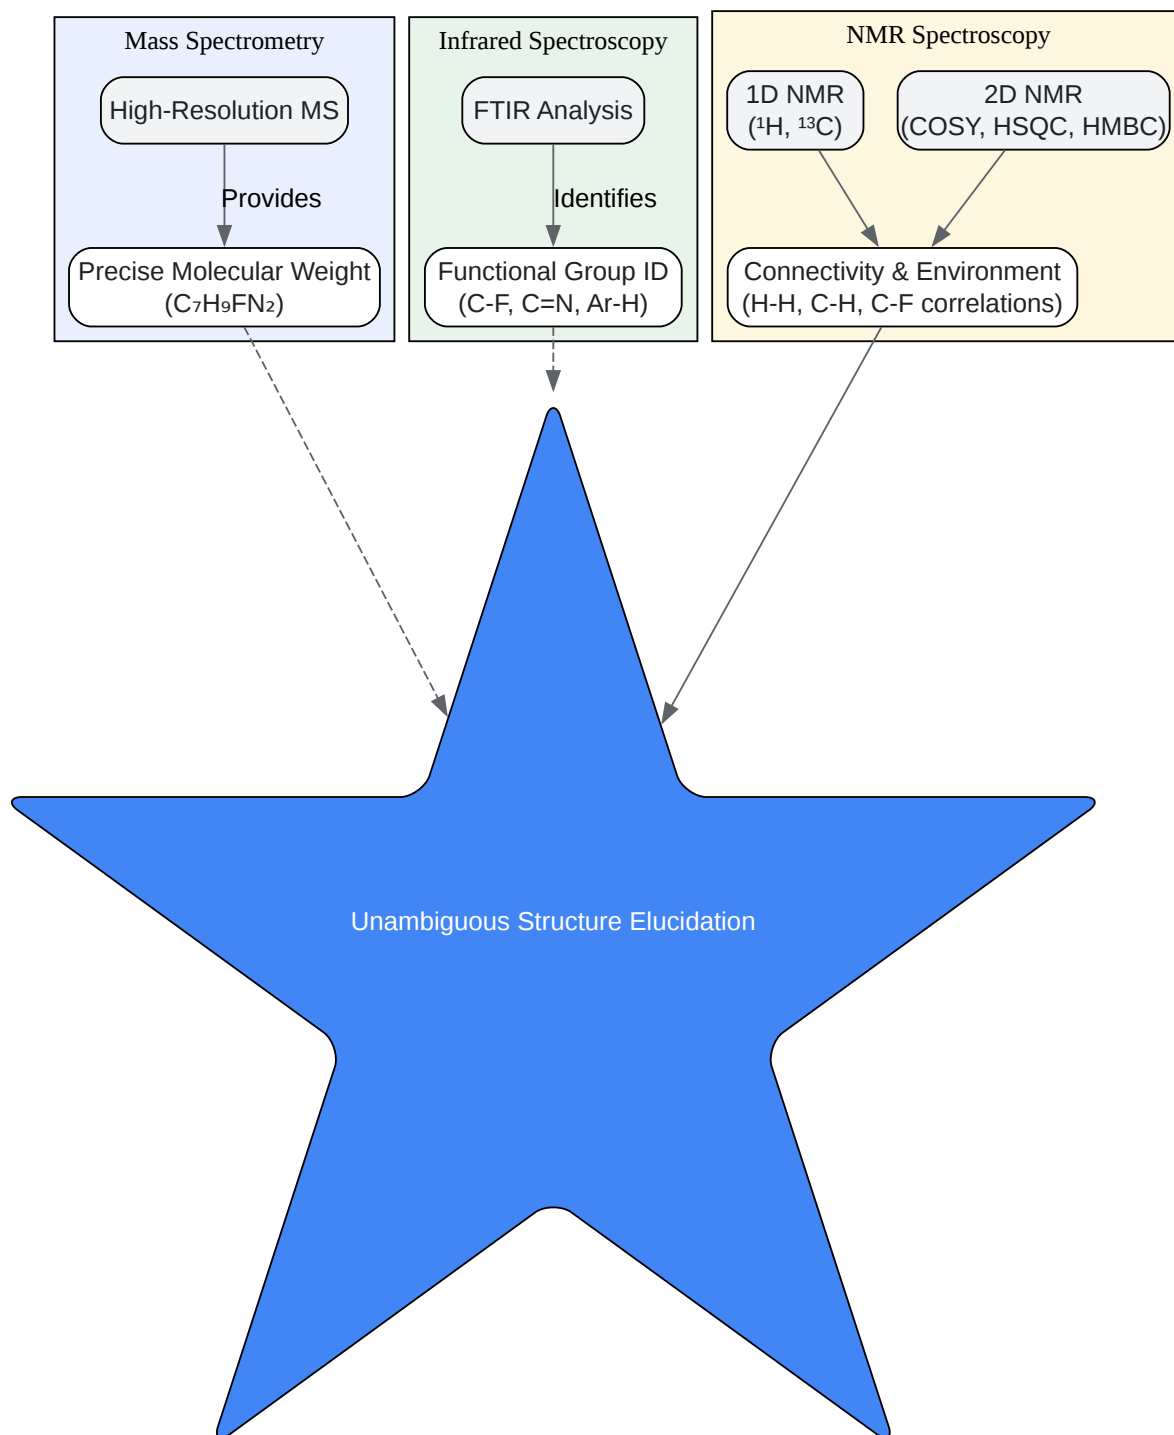 Mass Spectrometry
High-Resolution MS
Provides
Precise Molecular Weight
(C₇H₉FN₂)
Infrared Spectroscopy
FTIR Analysis
Identifies
Functional Group ID
(C-F, C=N, Ar-H)
NMR Spectroscopy
1D NMR
(¹H, ¹³C)
2D NMR
(COSY, HSQC, HMBC)
Connectivity & Environment
(H-H, C-H, C-F correlations)
Unambiguous Structure Elucidation